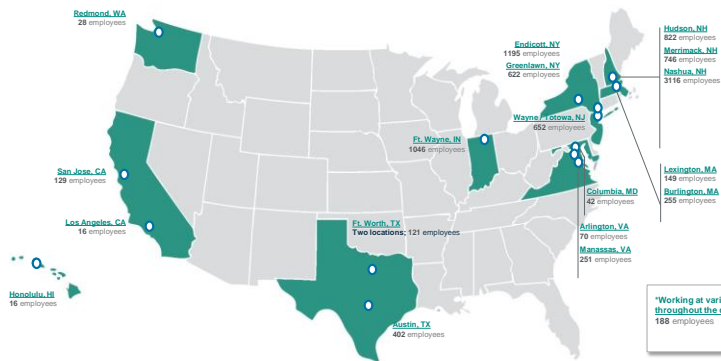 Redmond, WA
28 employees
Endicott, NY
1195 employees
Greenlawn, NY
622 employees
Hudson, NH
822 employees
Merrimack, NH
746 employees
Nashua, NH
3116 employees
Wayne / Totowa, NJ
652 employees
Ft. Wayne, IN
1046 employees
San Jose, CA
129 employees
Lexington, MA
149 employees
Burlington, MA
255 employees
Columbia, MD
42 employees
Los Angeles, CA
16 employees
Ft. Worth, TX
Two locations; 121 employees
Arlington, VA
70 employees
Manassas, VA
251 employees
Honolulu, HI
16 employees
Austin, TX
402 employees
*Working at vari
throughout the
188 employees